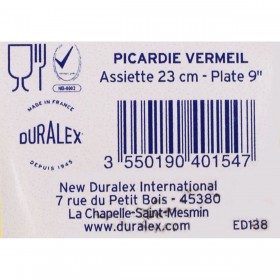 PICARDIE VERMEIL
Assiette 23 cm - Plate 9"
MADE IN FRANCE
DURALEX
DEPUIS 1945
3 550190 401547
New Duralex International
7 rue du Petit Bois - 45380
La Chapelle-Saint-Mesmin
www.duralex.com
ED138